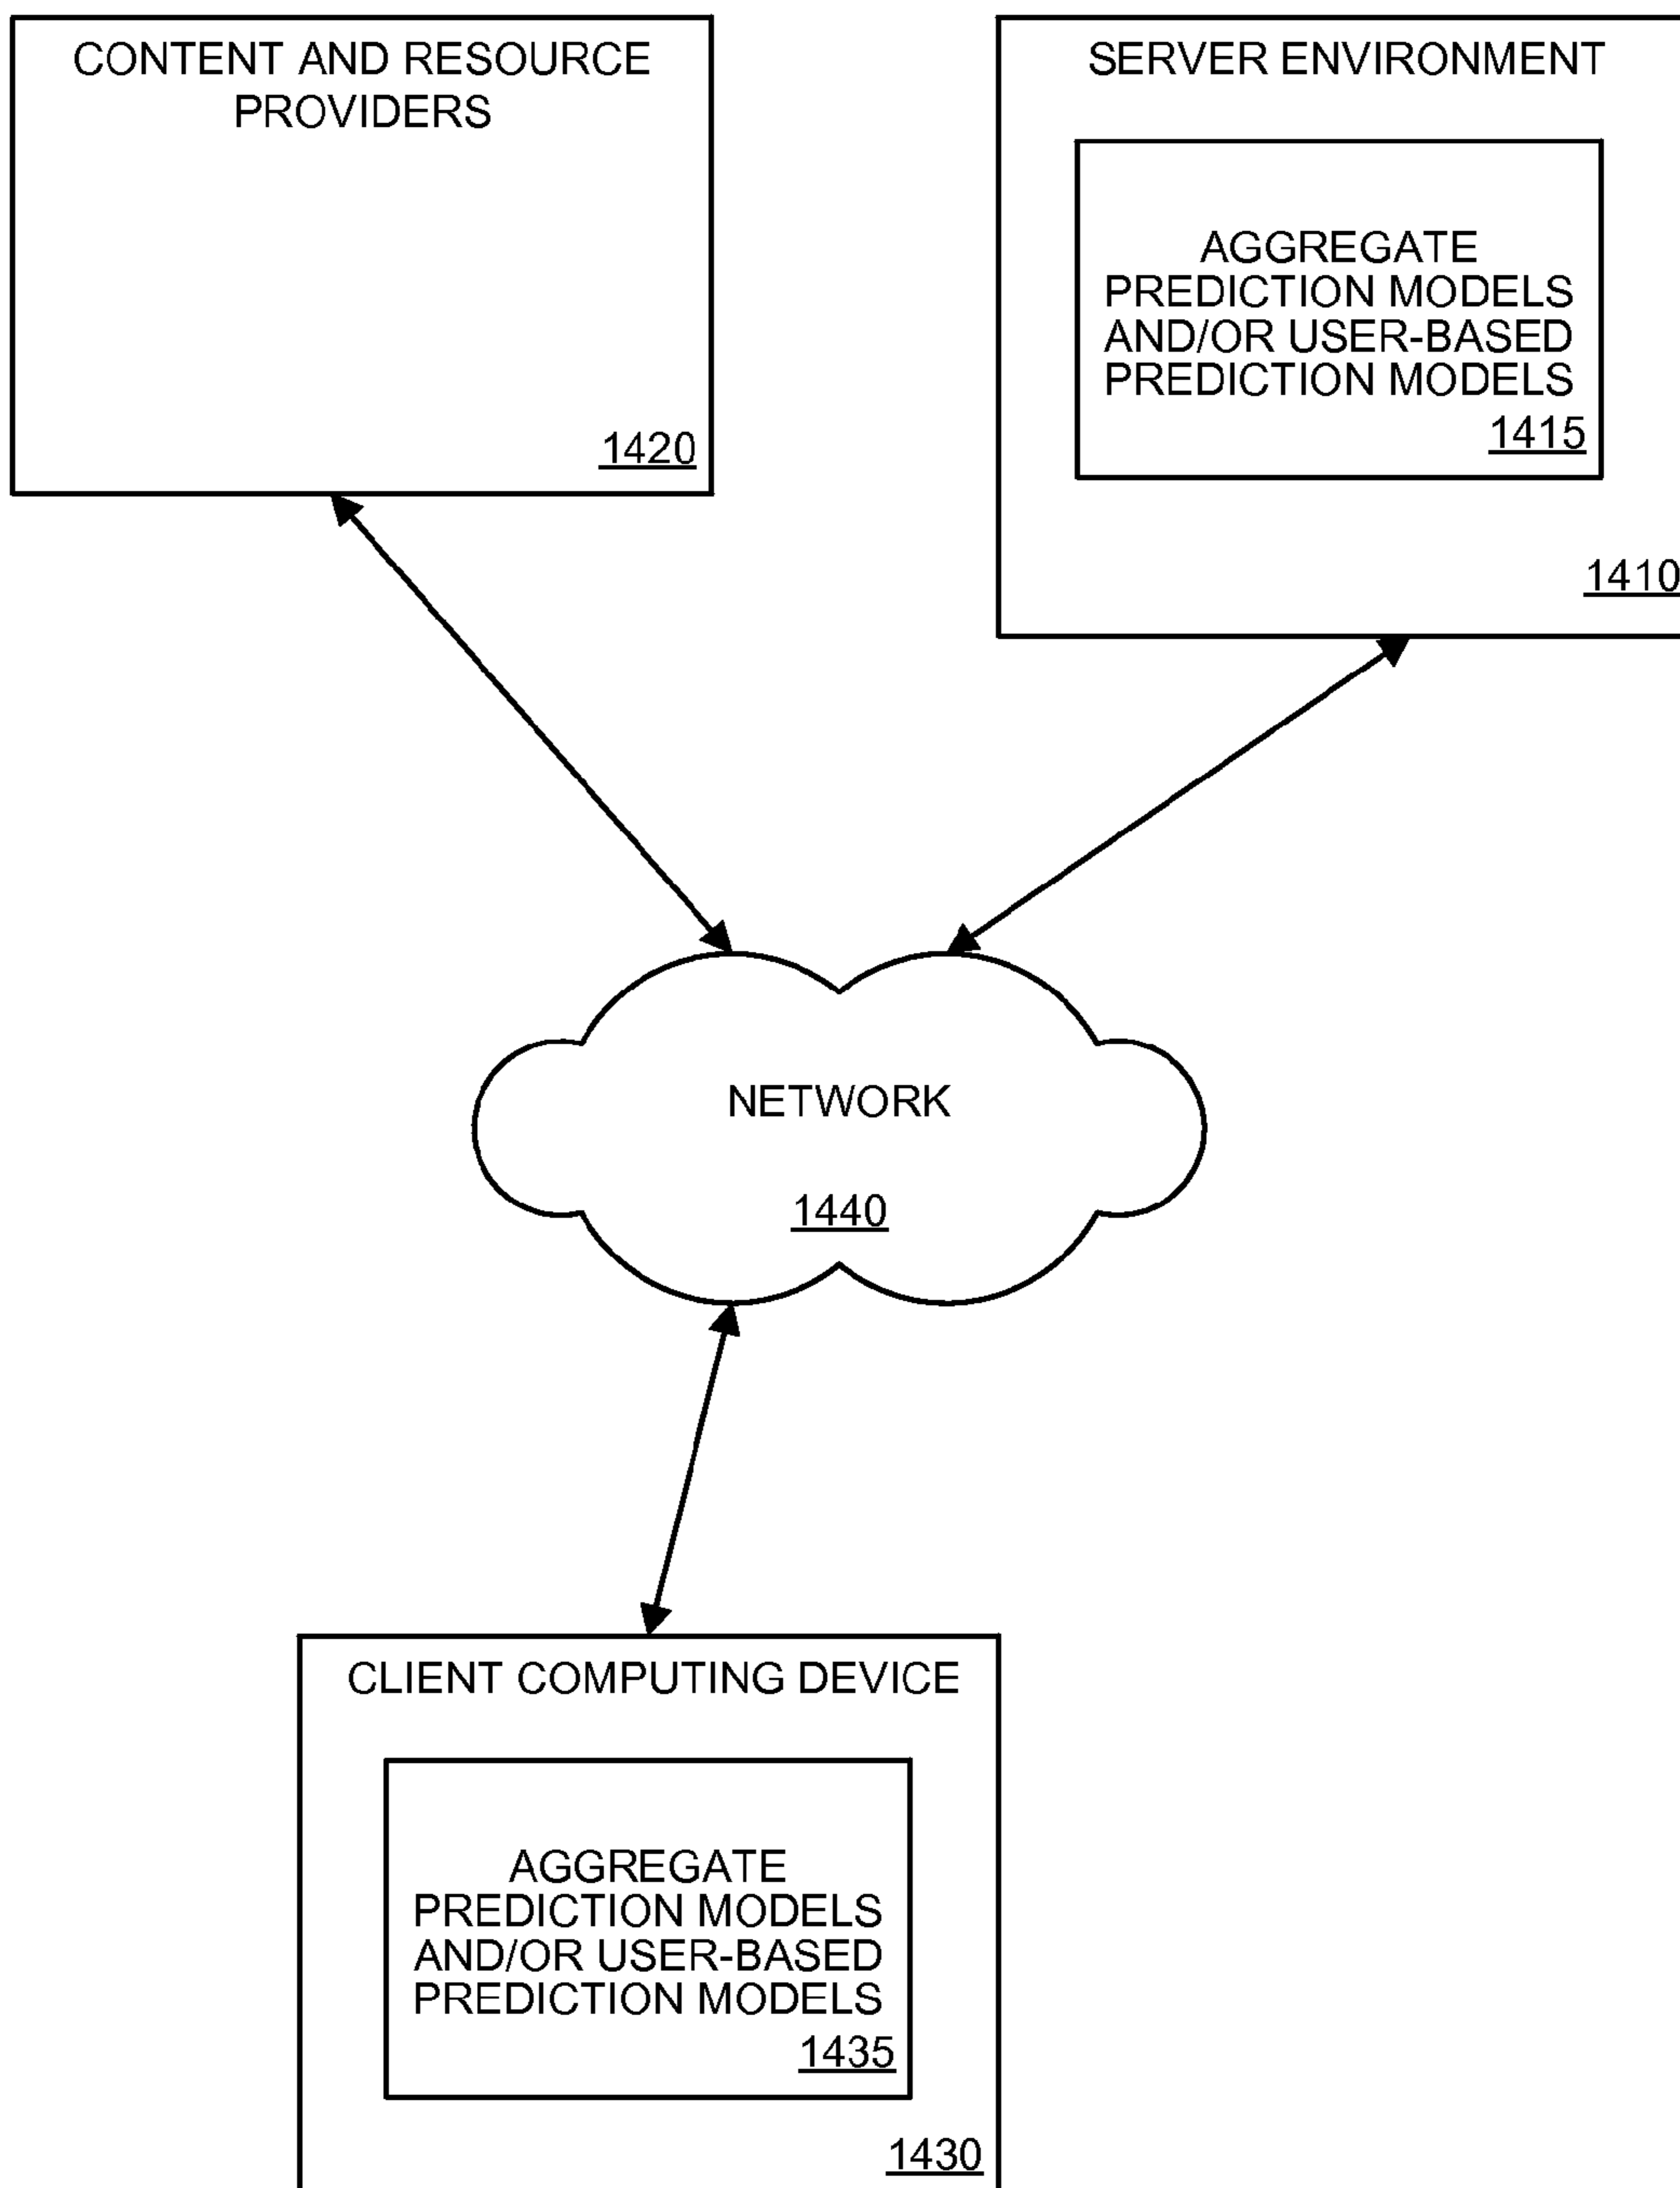 CONTENT AND RESOURCE
PROVIDERS
1420
SERVER ENVIRONMENT
AGGREGATE
PREDICTION MODELS
AND/OR USER-BASED
PREDICTION MODELS
1415
1410
NETWORK
1440
CLIENT COMPUTING DEVICE
AGGREGATE
PREDICTION MODELS
AND/OR USER-BASED
PREDICTION MODELS
1435
1430